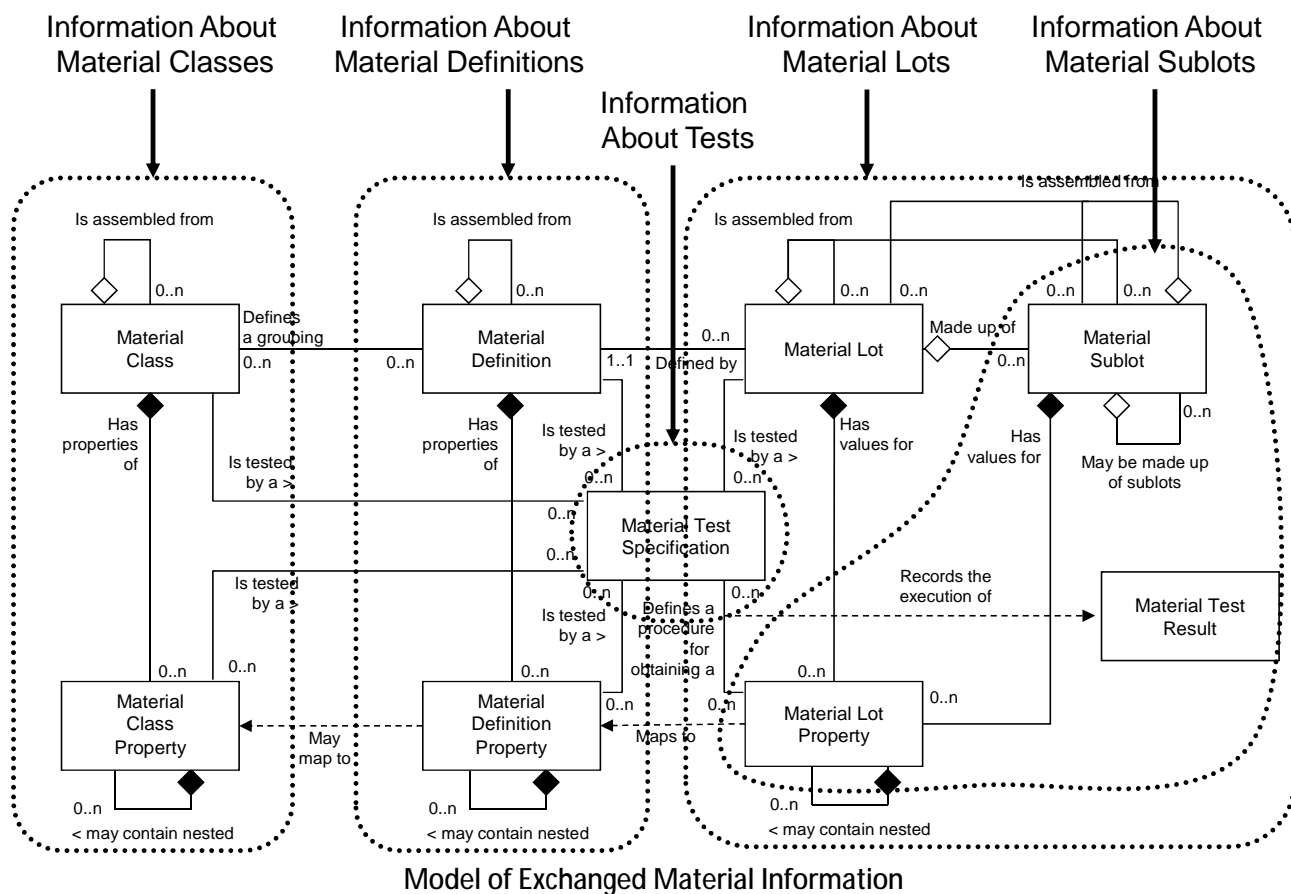 Information About
Material Classes
Information About
Material Definitions
Information About
Material Lots
Information About
Material Sublots
Information
About Tests
Is assembled from
Is assembled from
Is assembled from
Is assembled from
0..n
0..n
0..n
0..n
0..n
0..n
Material
Class
Defines
a grouping
0..n
0..n
Material
Definition
1..1
0..n
Defined by
Material Lot
Made up of
0..n
Material
Sublot
0..n
Has
properties
of
Has
properties
of
Has
values for
Has
values for
May be made up
of sublots
Is tested
by a >
Is tested
by a >
Is tested
by a >
0..n
0..n
0..n
0..n
Material Test
Specification
Is tested
by a >
0..n
0..n
Is tested
by a >
Defines a
procedure
for
obtaining a
Records the
execution of
Material Test
Result
0..n
0..n
0..n
0..n
0..n
0..n
0..n
Material
Class
Property
May
map to
Material
Definition
Property
Maps to
Material Lot
Property
0..n
0..n
0..n
< may contain nested
< may contain nested
< may contain nested
Model of Exchanged Material Information